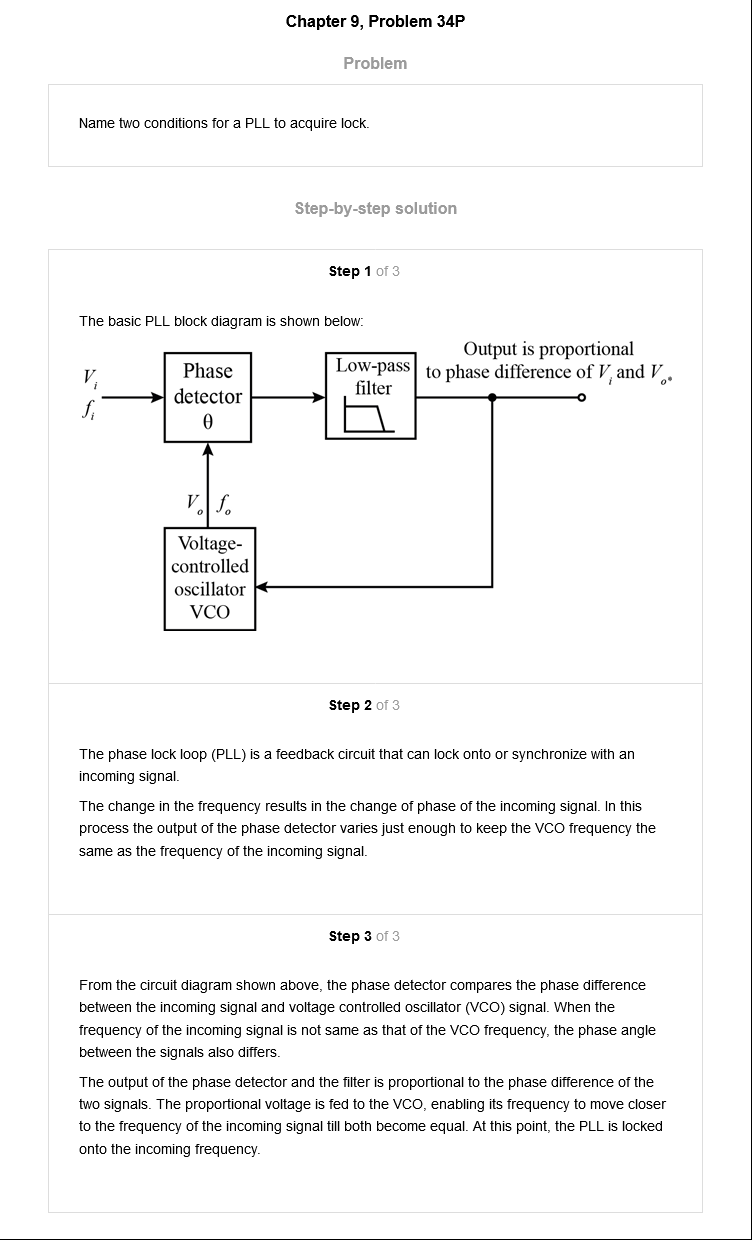 Chapter 9, Problem 34P
Problem
Name two conditions for a PLL to acquire lock.
Step-by-step solution
Step 1 of 3
The basic PLL block diagram is shown below:
Output is proportional
to phase difference of Vi and Vo.
Vi
fi
Phase
detector
θ
Low-pass
filter
Vo fo
Voltage-
controlled
oscillator
VCO
Step 2 of 3
The phase lock loop (PLL) is a feedback circuit that can lock onto or synchronize with an
incoming signal.
The change in the frequency results in the change of phase of the incoming signal. In this
process the output of the phase detector varies just enough to keep the VCO frequency the
same as the frequency of the incoming signal.
Step 3 of 3
From the circuit diagram shown above, the phase detector compares the phase difference
between the incoming signal and voltage controlled oscillator (VCO) signal. When the
frequency of the incoming signal is not same as that of the VCO frequency, the phase angle
between the signals also differs.
The output of the phase detector and the filter is proportional to the phase difference of the
two signals. The proportional voltage is fed to the VCO, enabling its frequency to move closer
to the frequency of the incoming signal till both become equal. At this point, the PLL is locked
onto the incoming frequency.